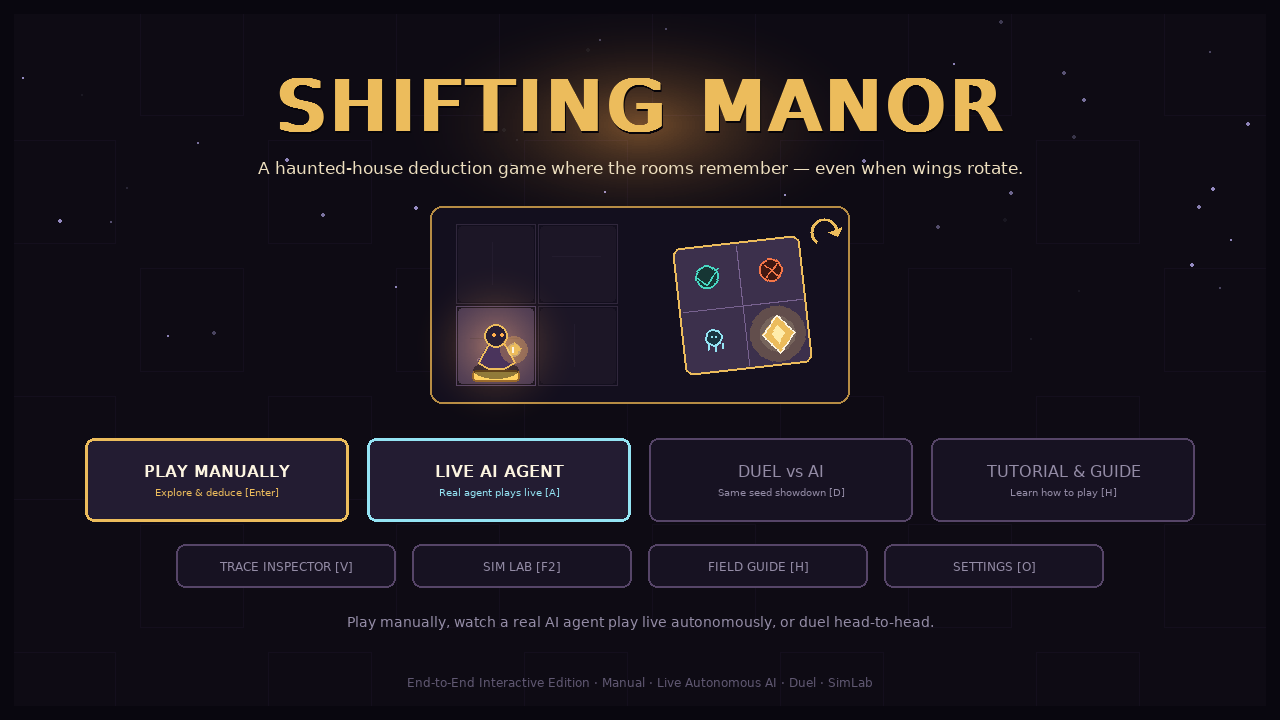 SHIFTING MANOR
A haunted-house deduction game where the rooms remember — even when wings rotate.
PLAY MANUALLY
Explore & deduce [Enter]
LIVE AI AGENT
Real agent plays live [A]
DUEL vs AI
Same seed showdown [D]
TUTORIAL & GUIDE
Learn how to play [H]
TRACE INSPECTOR [V]
SIM LAB [F2]
FIELD GUIDE [H]
SETTINGS [O]
Play manually, watch a real AI agent play live autonomously, or duel head-to-head.
End-to-End Interactive Edition · Manual · Live Autonomous AI · Duel · SimLab